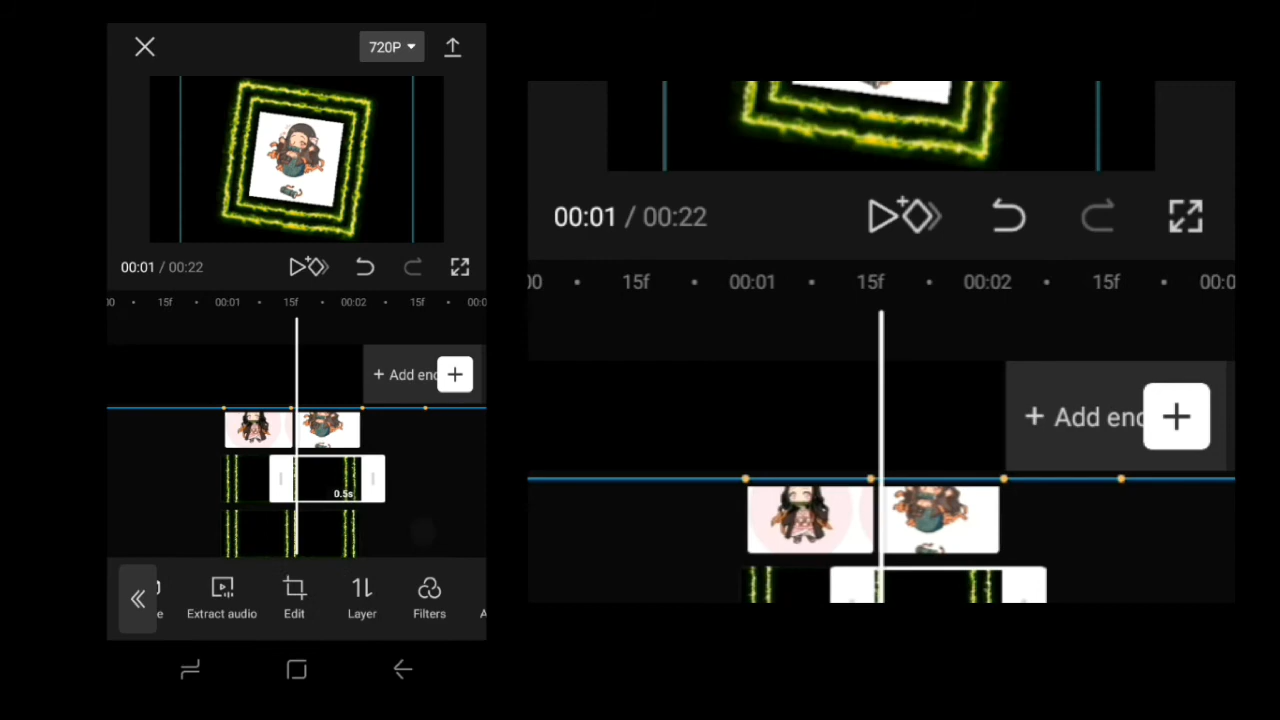 720P
00:01 / 00:22
00 15f 00:01 15f 00:02 15f 00:0
+ Add end
0.5s
e Extract audio Edit Layer Filters A
00:01 / 00:22
00 15f 00:01 15f 00:02 15f 00:0
+ Add end